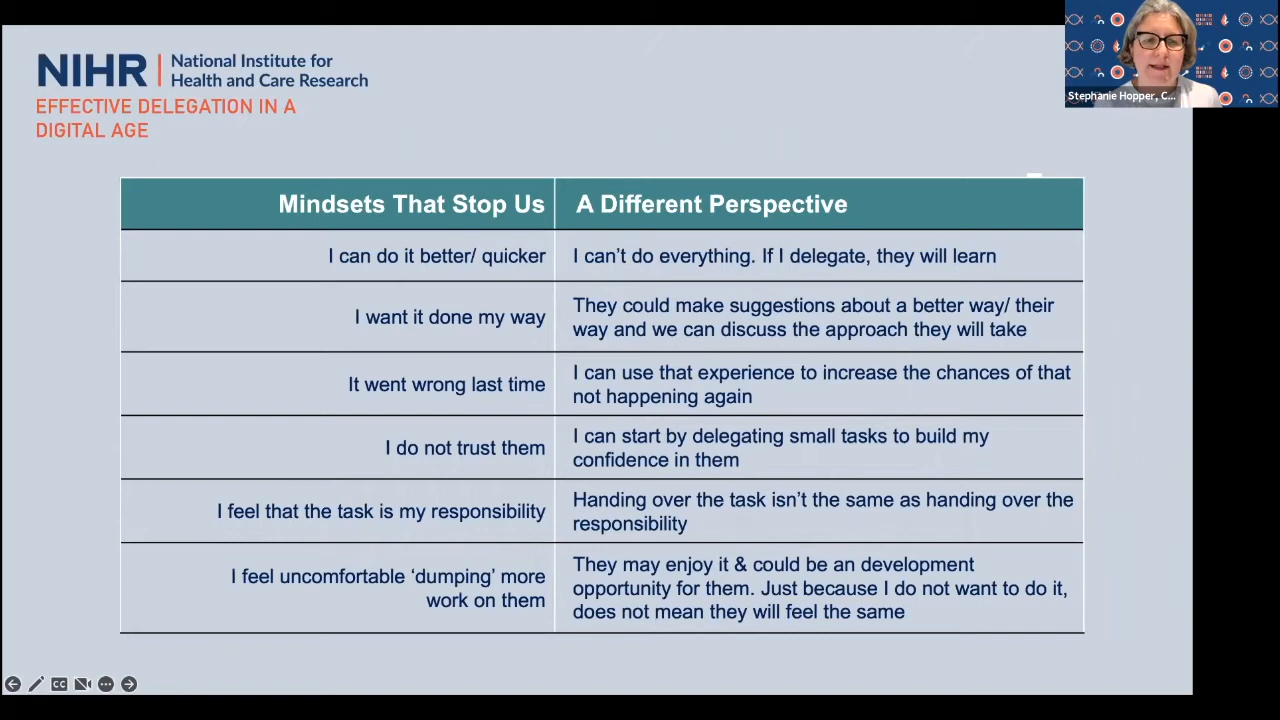 NIHR | National Institute for
Health and Care Research
EFFECTIVE DELEGATION IN A
DIGITAL AGE
Stephanie Hopper, C...
Mindsets That Stop Us
A Different Perspective
I can do it better/ quicker
I can’t do everything. If I delegate, they will learn
I want it done my way
They could make suggestions about a better way/ their
way and we can discuss the approach they will take
It went wrong last time
I can use that experience to increase the chances of that
not happening again
I do not trust them
I can start by delegating small tasks to build my
confidence in them
I feel that the task is my responsibility
Handing over the task isn’t the same as handing over the
responsibility
I feel uncomfortable ‘dumping’ more
work on them
They may enjoy it & could be an development
opportunity for them. Just because I do not want to do it,
does not mean they will feel the same
CC